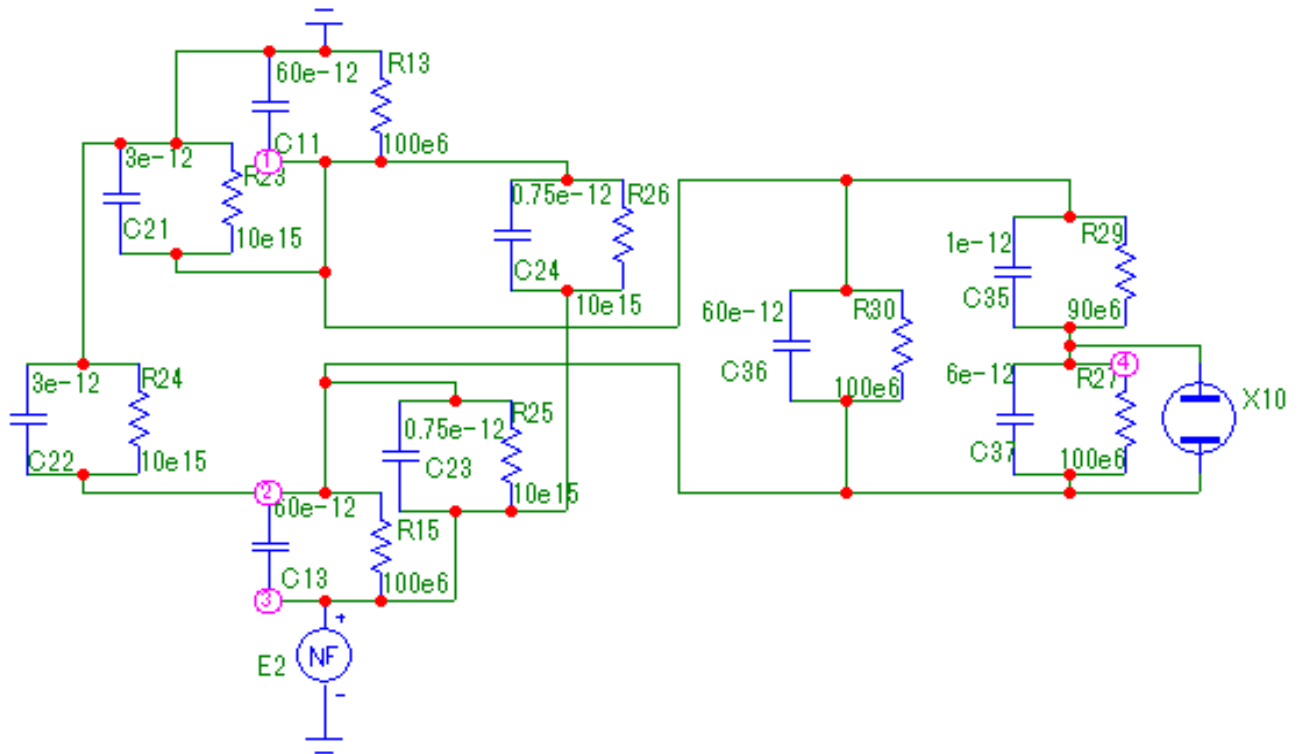 60e-12
R13
C11
100e6
1
3e-12
R23
C21
10e15
0.75e-12
R26
C24
10e15
60e-12
R30
C36
100e6
1e-12
R29
C35
90e6
3e-12
R24
C22
10e15
0.75e-12
R25
C23
10e15
6e-12
4
R27
C37
100e6
X10
2
60e-12
R15
C13
100e6
3
+
E2
NF
-